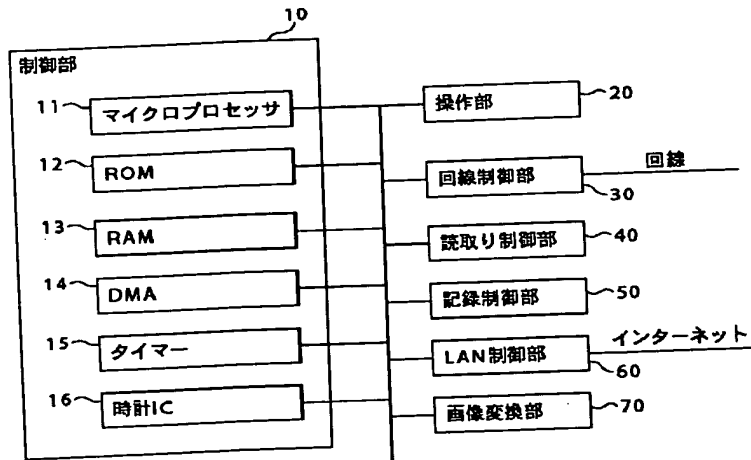 10
制御部
11 マイクロプロセッサ
12 ROM
13 RAM
14 DMA
15 タイマー
16 時計IC
操作部 20
回線制御部 30 回線
読取り制御部 40
記録制御部 50
LAN制御部 60 インターネット
画像変換部 70